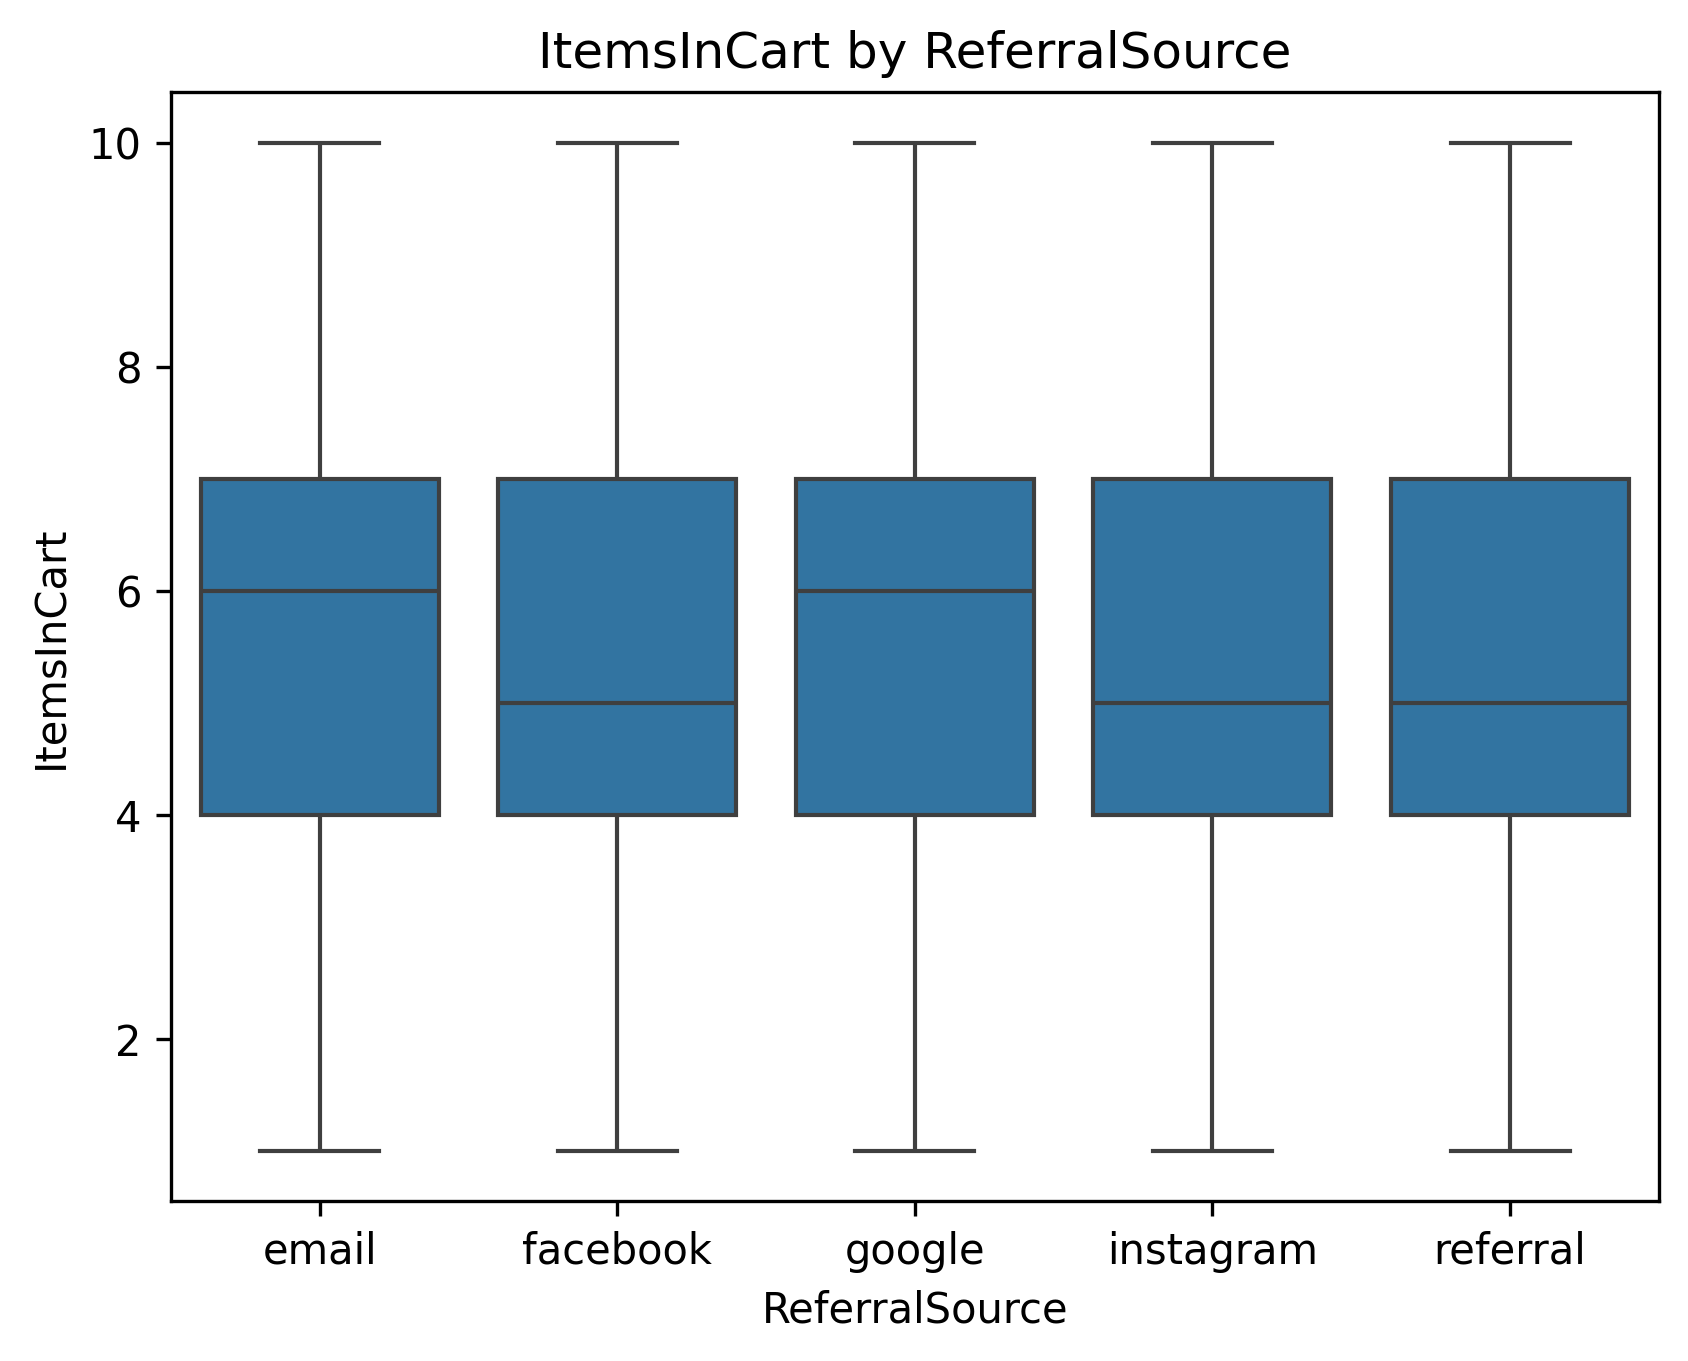 ItemsInCart by ReferralSource
ItemsInCart
10
8
6
4
2
email facebook google instagram referral
ReferralSource